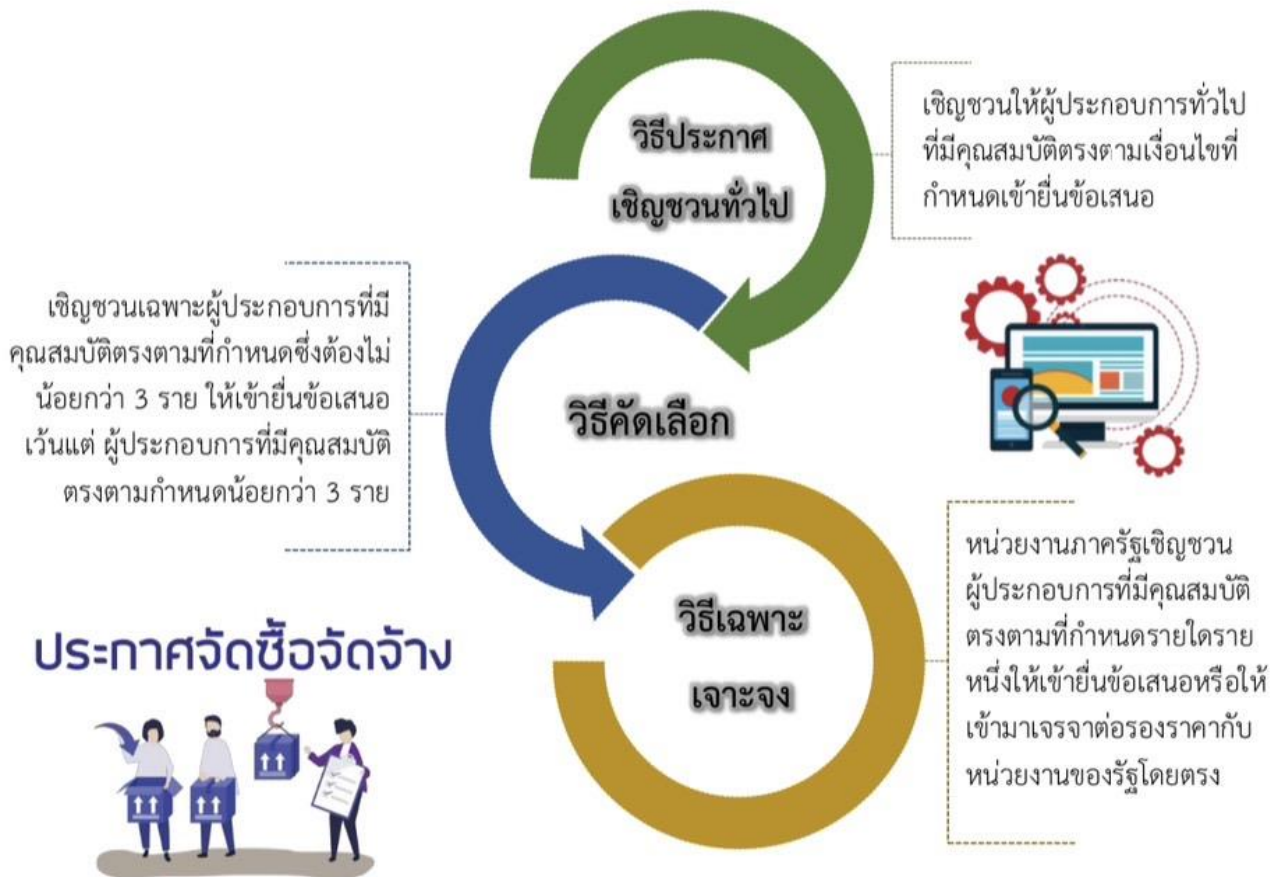 วิธีประกาศ
เชิญชวนทั่วไป
เชิญชวนให้ผู้ประกอบการทั่วไป
ที่มีคุณสมบัติตรงตามเงื่อนไขที่
กำหนดเข้ายื่นข้อเสนอ
เชิญชวนเฉพาะผู้ประกอบการที่มี
คุณสมบัติตรงตามที่กำหนดซึ่งต้องไม่
น้อยกว่า 3 ราย ให้เข้ายื่นข้อเสนอ
เว้นแต่ ผู้ประกอบการที่มีคุณสมบัติ
ตรงตามกำหนดน้อยกว่า 3 ราย
วิธีคัดเลือก
วิธีเฉพาะ
เจาะจง
หน่วยงานภาครัฐเชิญชวน
ผู้ประกอบการที่มีคุณสมบัติ
ตรงตามที่กำหนดรายใดราย
หนึ่งให้เข้ายื่นข้อเสนอหรือให้
เข้ามาเจรจาต่อรองราคากับ
หน่วยงานของรัฐโดยตรง
ประกาศจัดซื้อจัดจ้าง